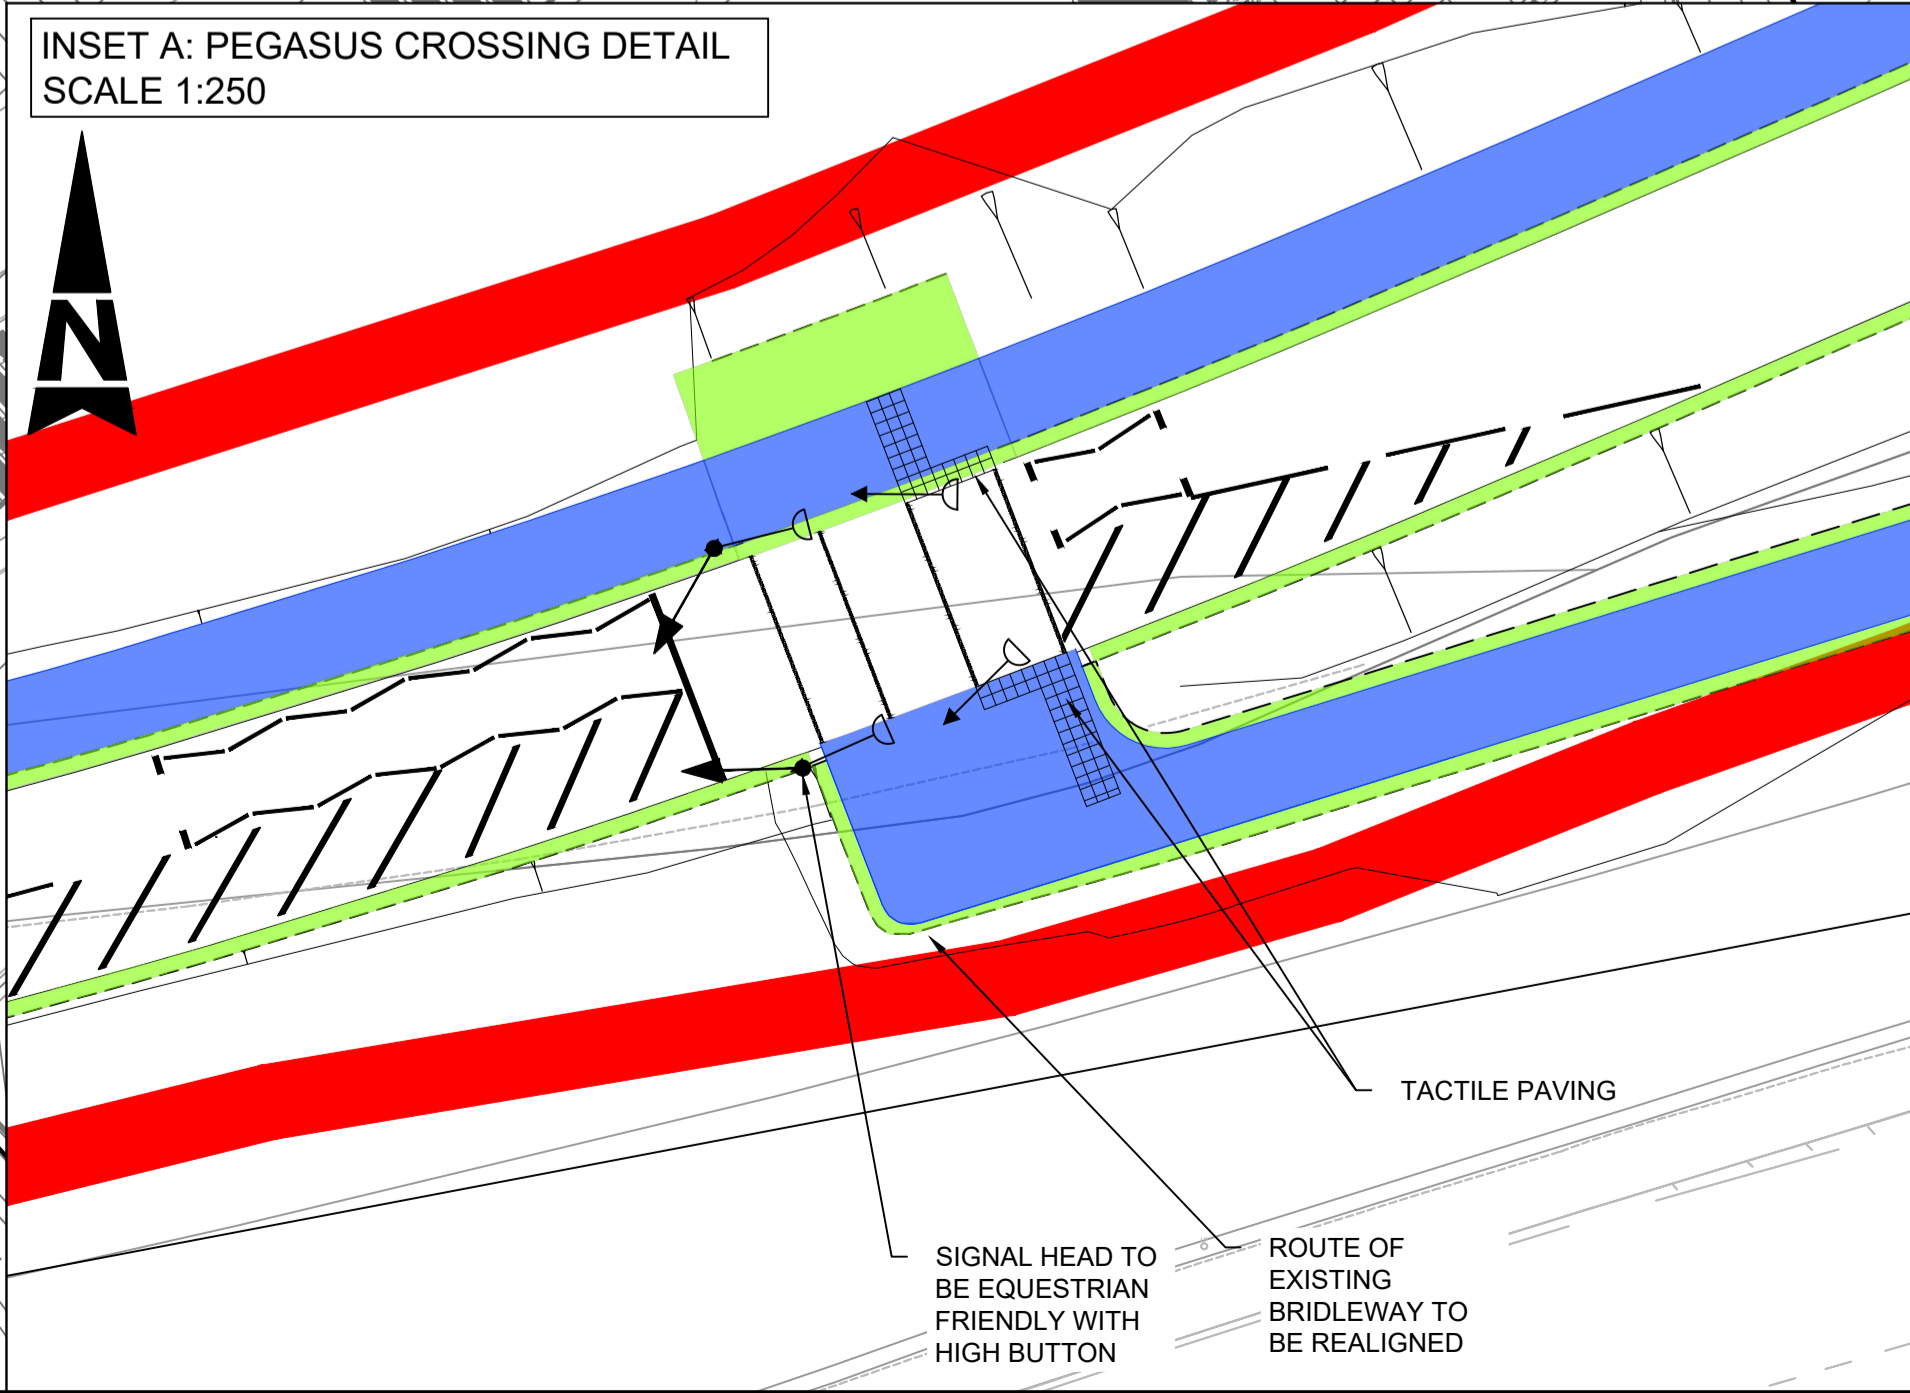 INSET A: PEGASUS CROSSING DETAIL
SCALE 1:250
N
TACTILE PAVING
SIGNAL HEAD TO
BE EQUESTRIAN
FRIENDLY WITH
HIGH BUTTON
ROUTE OF
EXISTING
BRIDLEWAY TO
BE REALIGNED